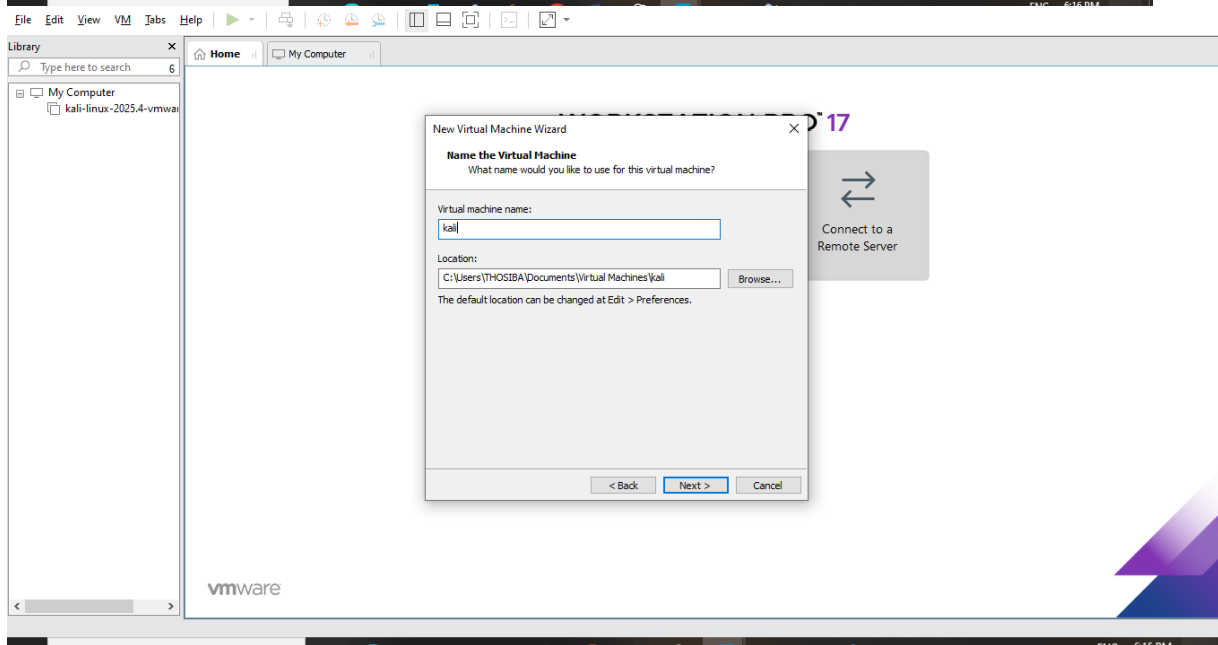 File Edit View VM Tabs Help
Library
Type here to search 6
My Computer
kali-linux-2025.4-vmwar
Home My Computer
17
New Virtual Machine Wizard
Name the Virtual Machine
What name would you like to use for this virtual machine?
Virtual machine name:
kali
Location:
C:\Users\THOSIBA\Documents\Virtual Machines\kali
Browse...
The default location can be changed at Edit > Preferences.
< Back Next > Cancel
Connect to a
Remote Server
vmware